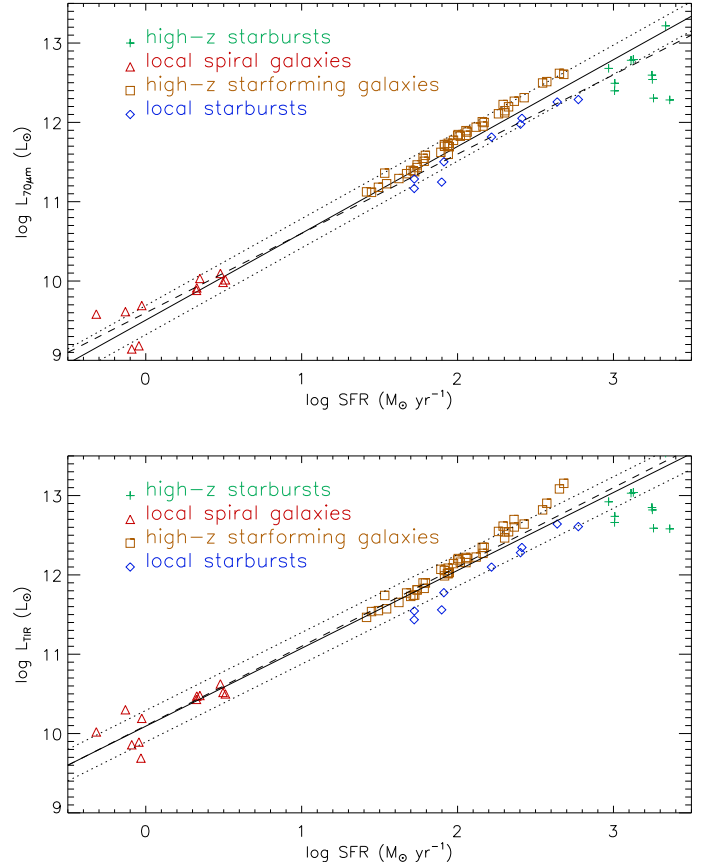 high-z starbursts
local spiral galaxies
high-z starforming galaxies
local starbursts
13
12
11
10
9
log L70μm (L⊙)
0 1 2 3
log SFR (M⊙ yr−1)
high-z starbursts
local spiral galaxies
high-z starforming galaxies
local starbursts
13
12
11
10
9
log LTIR (L⊙)
0 1 2 3
log SFR (M⊙ yr−1)